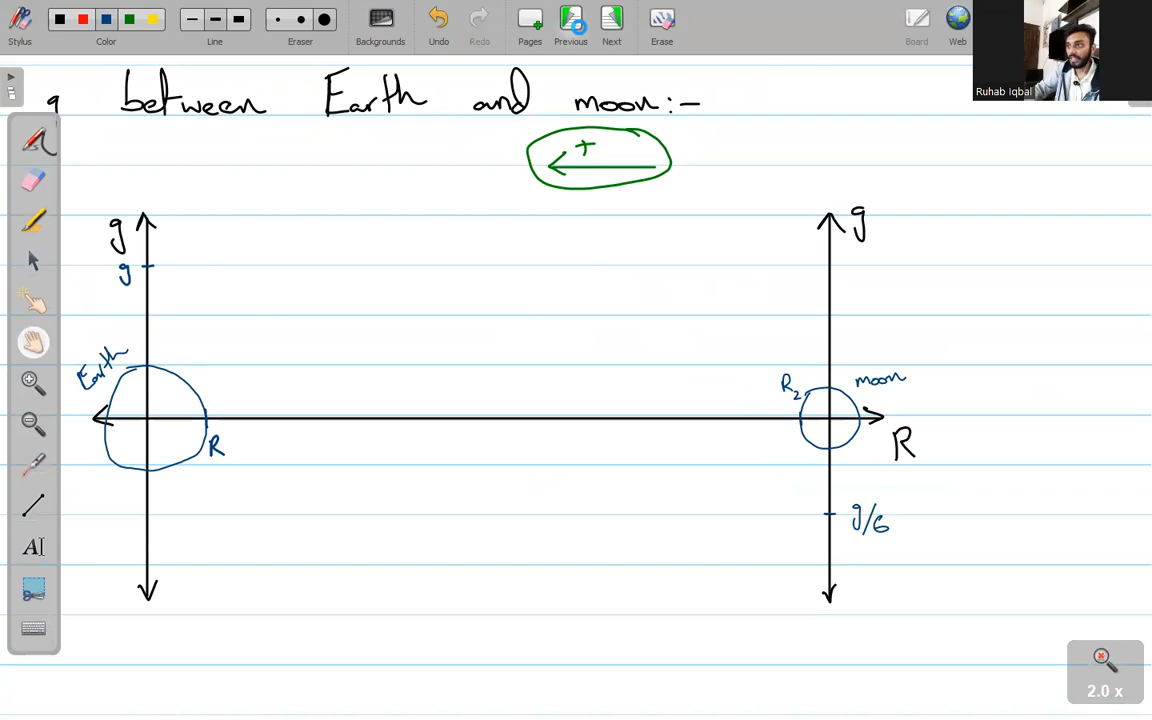 Stylus Color Line Eraser Backgrounds Undo Redo Pages Previous Next Erase Board Web
Ruhab Iqbal
g between Earth and moon:-
+
g g
g
Earth moon
R₂
R R
g/6
AI
2.0 x